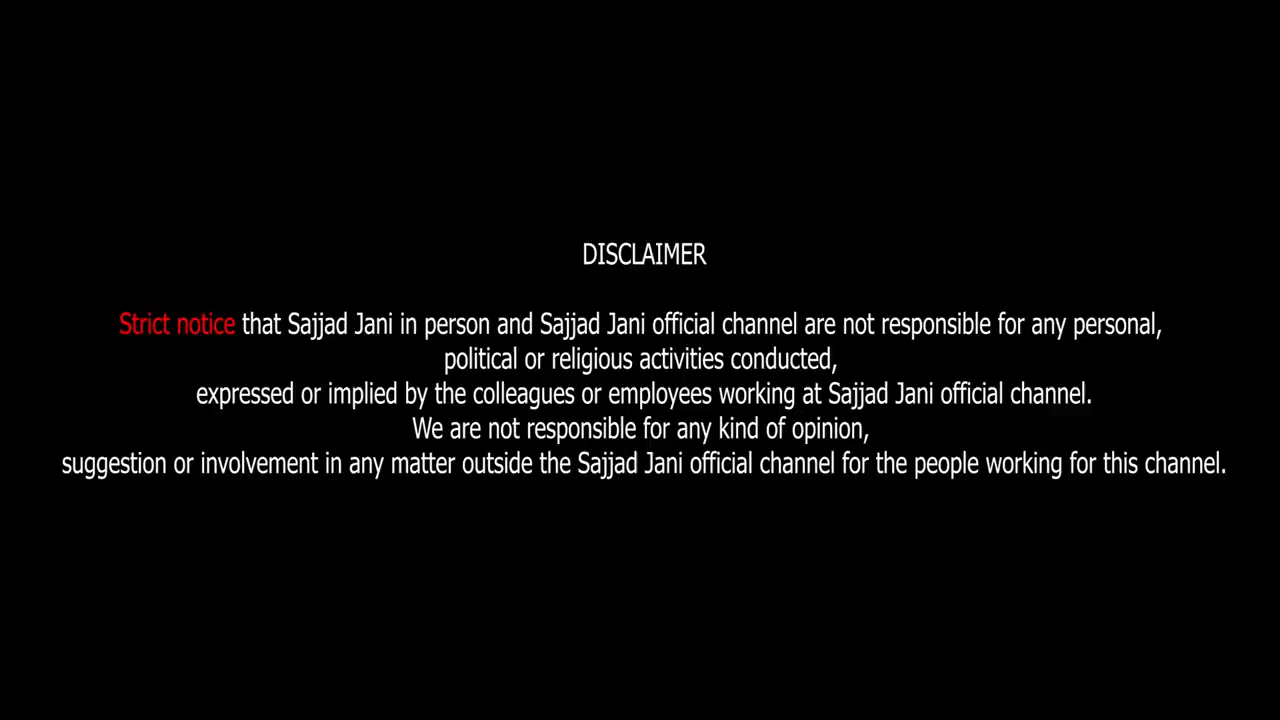 DISCLAIMER
Strict notice that Sajjad Jani in person and Sajjad Jani official channel are not responsible for any personal,
political or religious activities conducted,
expressed or implied by the colleagues or employees working at Sajjad Jani official channel.
We are not responsible for any kind of opinion,
suggestion or involvement in any matter outside the Sajjad Jani official channel for the people working for this channel.